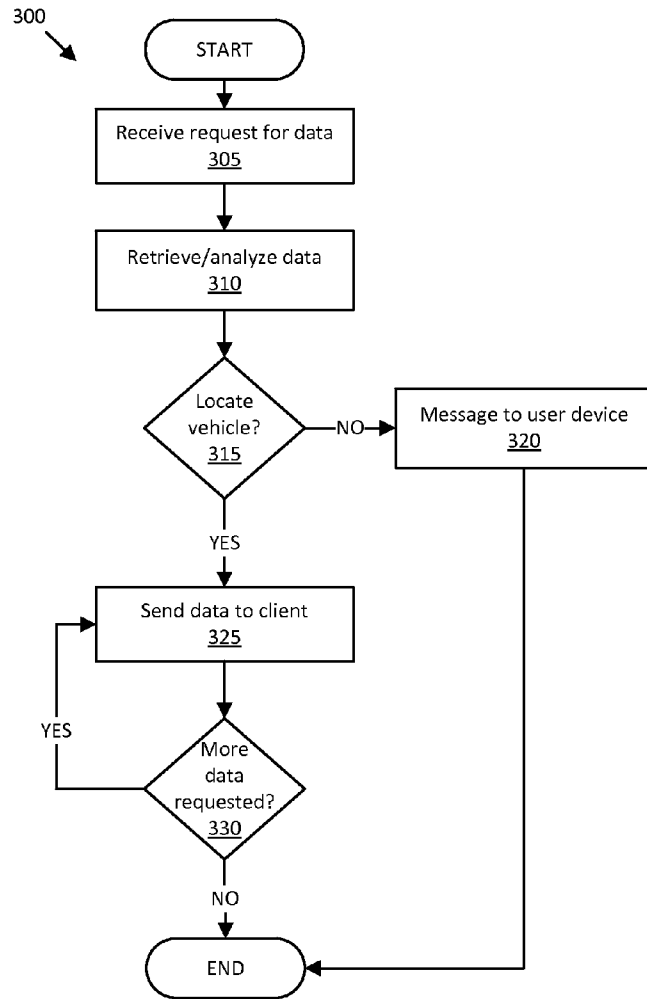 300
START
Receive request for data
305
Retrieve/analyze data
310
Locate
vehicle?
315
NO
Message to user device
320
YES
Send data to client
325
YES
More
data
requested?
330
NO
END